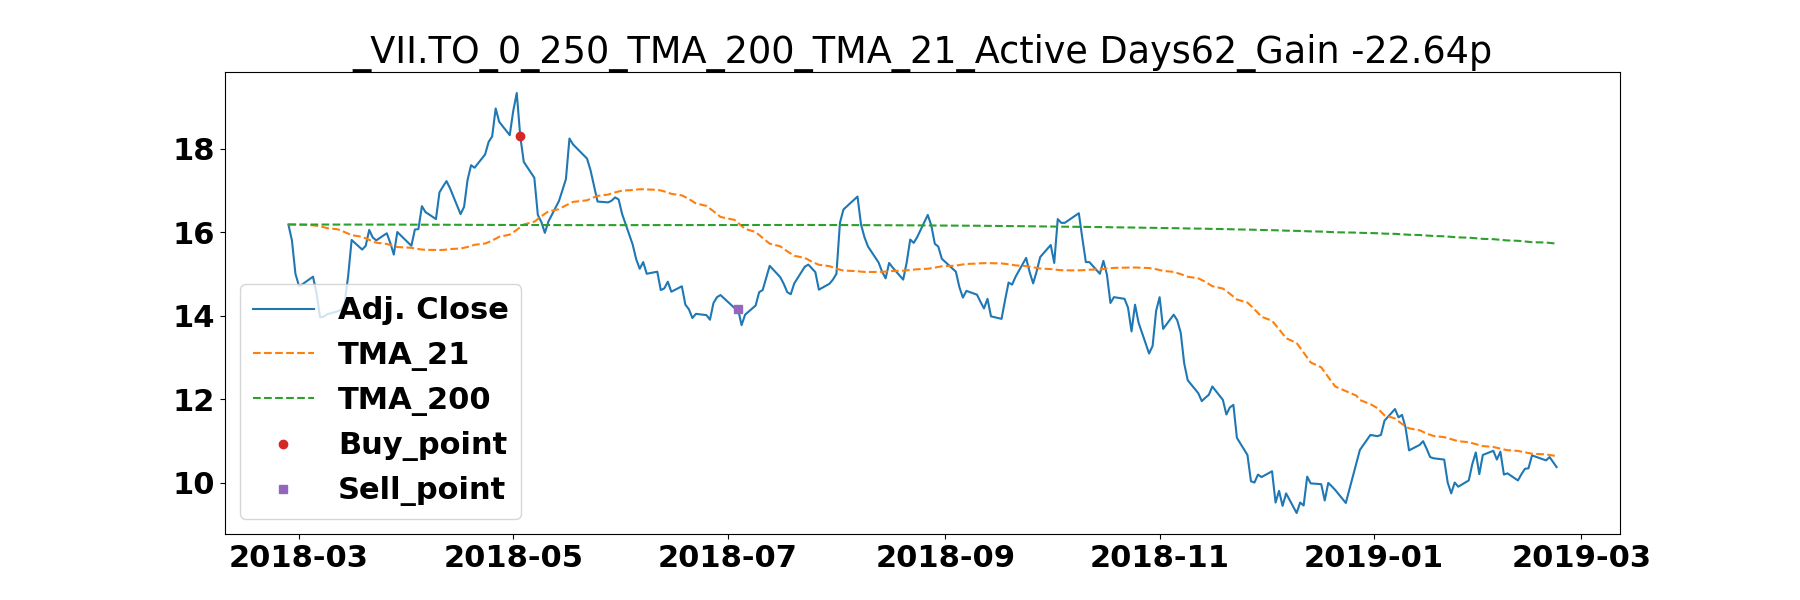 _VII.TO_0_250_TMA_200_TMA_21_Active Days62_Gain -22.64p
18
16
14
12
10
Adj. Close
TMA_21
TMA_200
Buy_point
Sell_point
2018-03 2018-05 2018-07 2018-09 2018-11 2019-01 2019-03